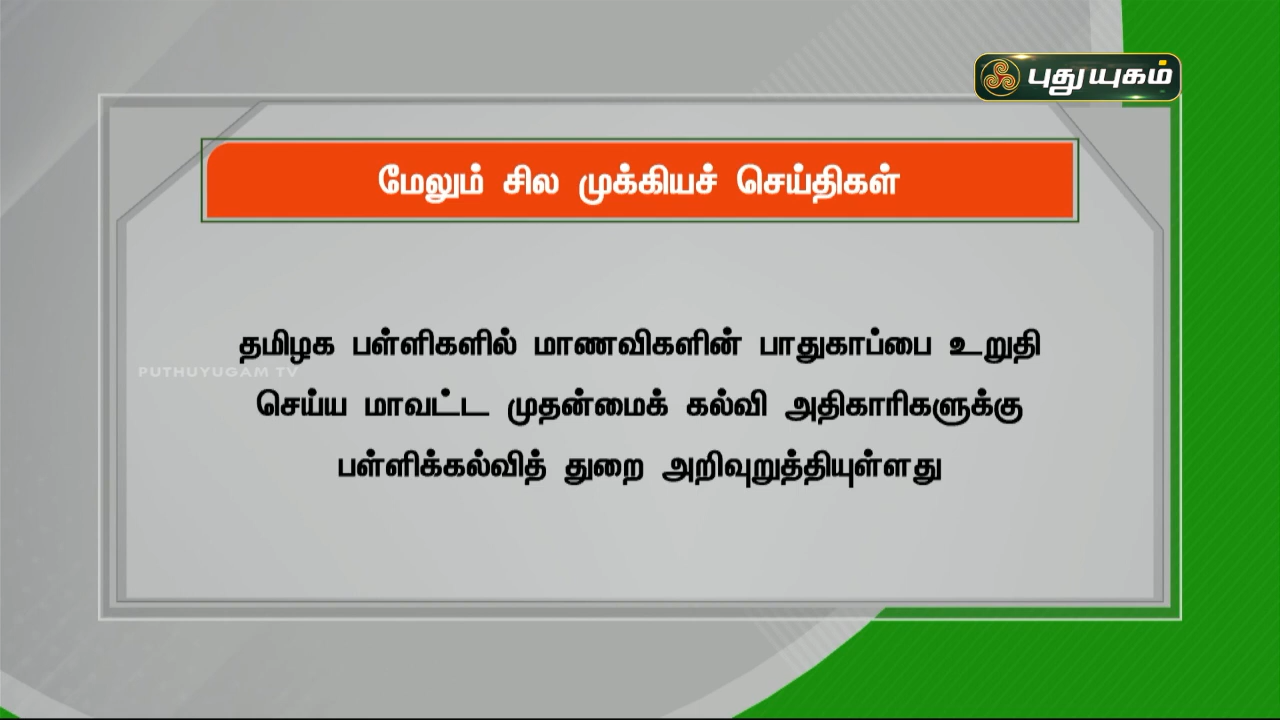 புதுயுகம்
மேலும் சில முக்கியச் செய்திகள்
தமிழக பள்ளிகளில் மாணவிகளின் பாதுகாப்பை உறுதி
PUTHUYUGAM TV
செய்ய மாவட்ட முதன்மைக் கல்வி அதிகாரிகளுக்கு
பள்ளிக்கல்வித் துறை அறிவுறுத்தியுள்ளது